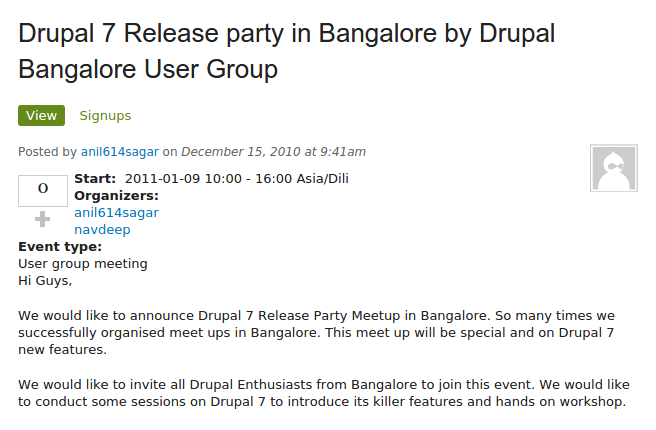 Drupal 7 Release party in Bangalore by Drupal
Bangalore User Group
View Signups
Posted by anil614sagar on December 15, 2010 at 9:41am
0
Start: 2011-01-09 10:00 - 16:00 Asia/Dili
Organizers:
anil614sagar
navdeep
Event type:
User group meeting
Hi Guys,
We would like to announce Drupal 7 Release Party Meetup in Bangalore. So many times we
successfully organised meet ups in Bangalore. This meet up will be special and on Drupal 7
new features.
We would like to invite all Drupal Enthusiasts from Bangalore to join this event. We would like
to conduct some sessions on Drupal 7 to introduce its killer features and hands on workshop.